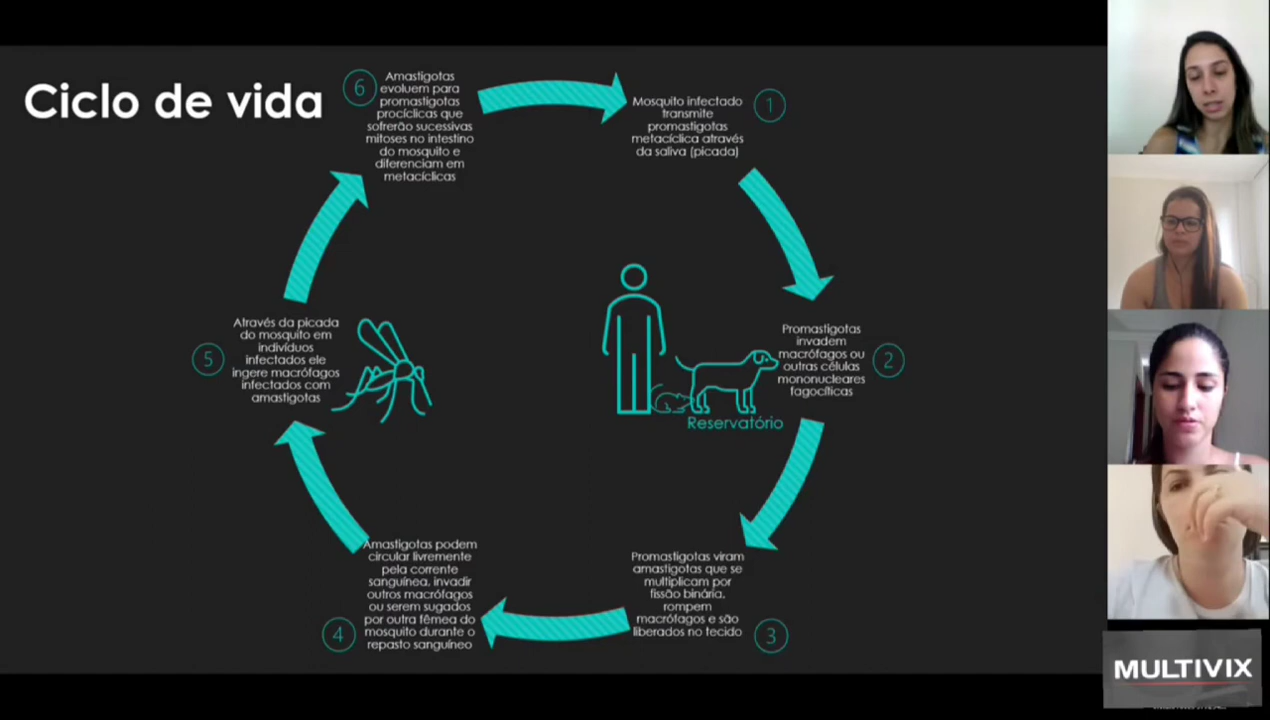 Ciclo de vida
6
Amastigotas
evoluem para
promastigotas
procíclicas que
sofrerão sucessivas
mitoses no intestino
do mosquito e
diferenciam em
metacíclicas
Mosquito infectado
transmite
promastigotas
metacíclica através
da saliva (picada)
1
Promastigotas
invadem
macrófagos ou
outras células
mononucleares
fagocíticas
2
Reservatório
Promastigotas viram
amastigotas que se
multiplicam por
fissão binária,
rompem
macrófagos e são
liberados no tecido
3
Amastigotas podem
circular livremente
pela corrente
sanguínea, invadir
outros macrófagos
ou serem sugados
por outra fêmea do
mosquito durante o
repasto sanguíneo
4
Através da picada
do mosquito em
indivíduos
infectados ele
ingere macrófagos
infectados com
amastigotas
5
MULTIVIX